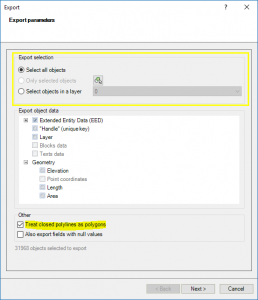 Export
Export parameters
Export selection
Select all objects
Only selected objects
Select objects in a layer
0
Export object data
Extended Entity Data (EED)
"Handle" (unique key)
Layer
Blocks data
Texts data
Geometry
Elevation
Point coordinates
Length
Area
Other
Treat closed polylines as polygons
Also export fields with null values
31960 objects selected to export
< Back
Next >
Cancel